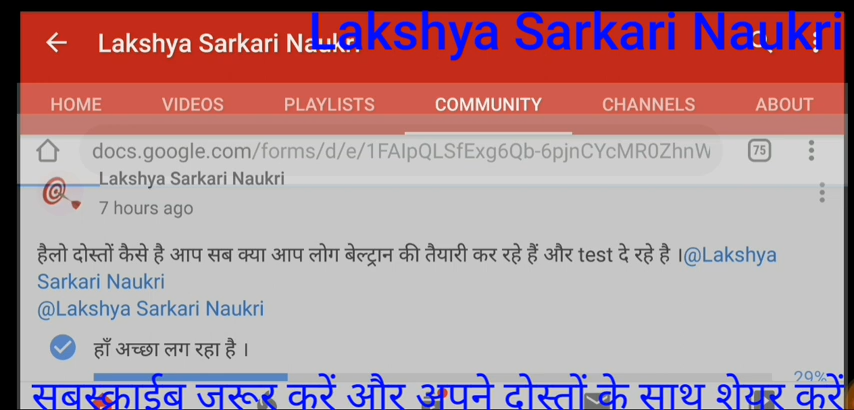 Lakshya Sarkari Naukri
Lakshya Sarkari Naukri
HOME VIDEOS PLAYLISTS COMMUNITY CHANNELS ABOUT
docs.google.com/forms/d/e/1FAIpQLSfExg6Qb-6pjnCYcMR0ZhnW
75
Lakshya Sarkari Naukri
7 hours ago
हैलो दोस्तों कैसे है आप सब क्या आप लोग बेल्ट्रान की तैयारी कर रहे हैं और test दे रहे है ।@Lakshya
Sarkari Naukri
@Lakshya Sarkari Naukri
हाँ अच्छा लग रहा है ।
29%
सबस्क्राईब जरूर करें और अपने दोस्तों के साथ शेयर करें